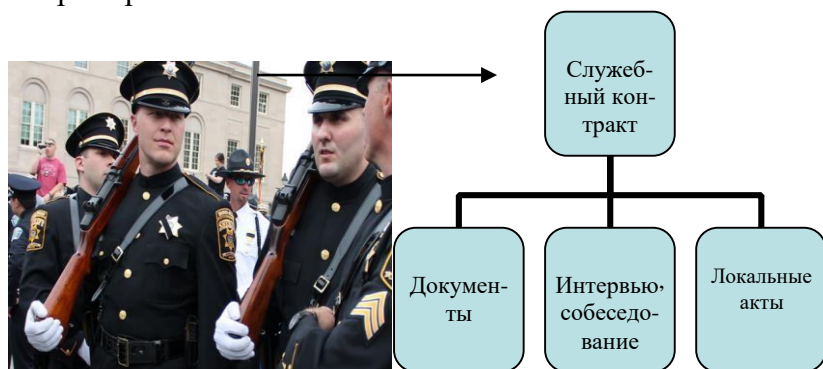 Служеб-
ный кон-
тракт
Докумен-
ты
Интервью,
собеседо-
вание
Локальные
акты